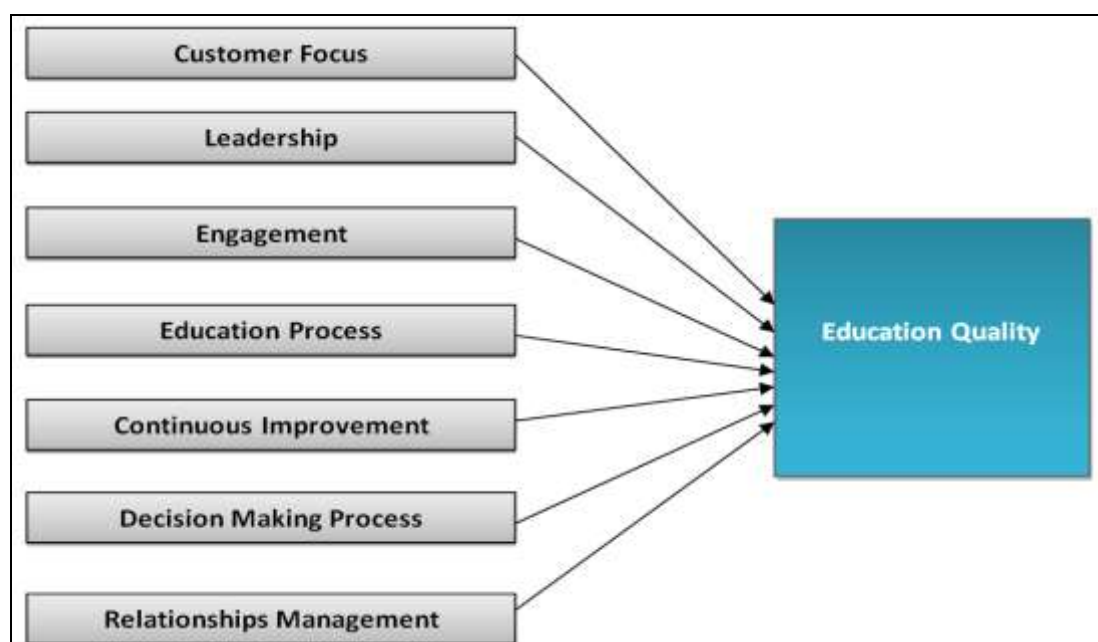 Customer Focus
Leadership
Engagement
Education Process
Continuous Improvement
Decision Making Process
Relationships Management
Education Quality